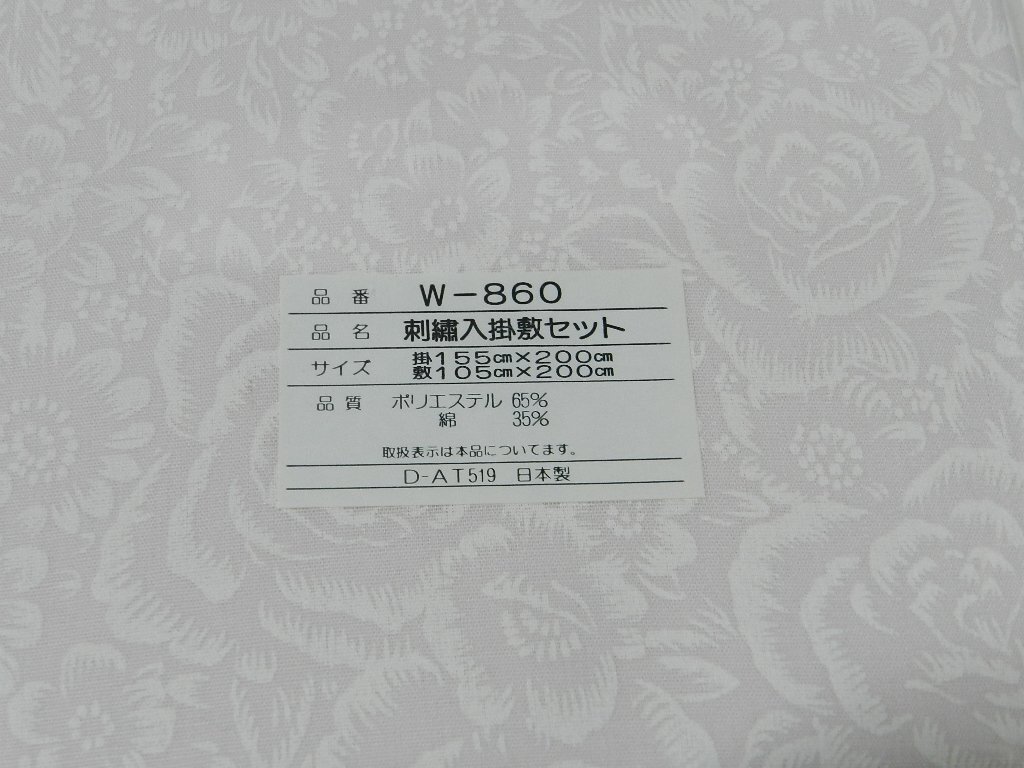 品番 W-860
品名 刺繡入掛敷セット
サイズ 掛155cm×200cm
敷105cm×200cm
品質 ポリエステル 65%
綿 35%
取扱表示は本品についてます。
D-AT519 日本製